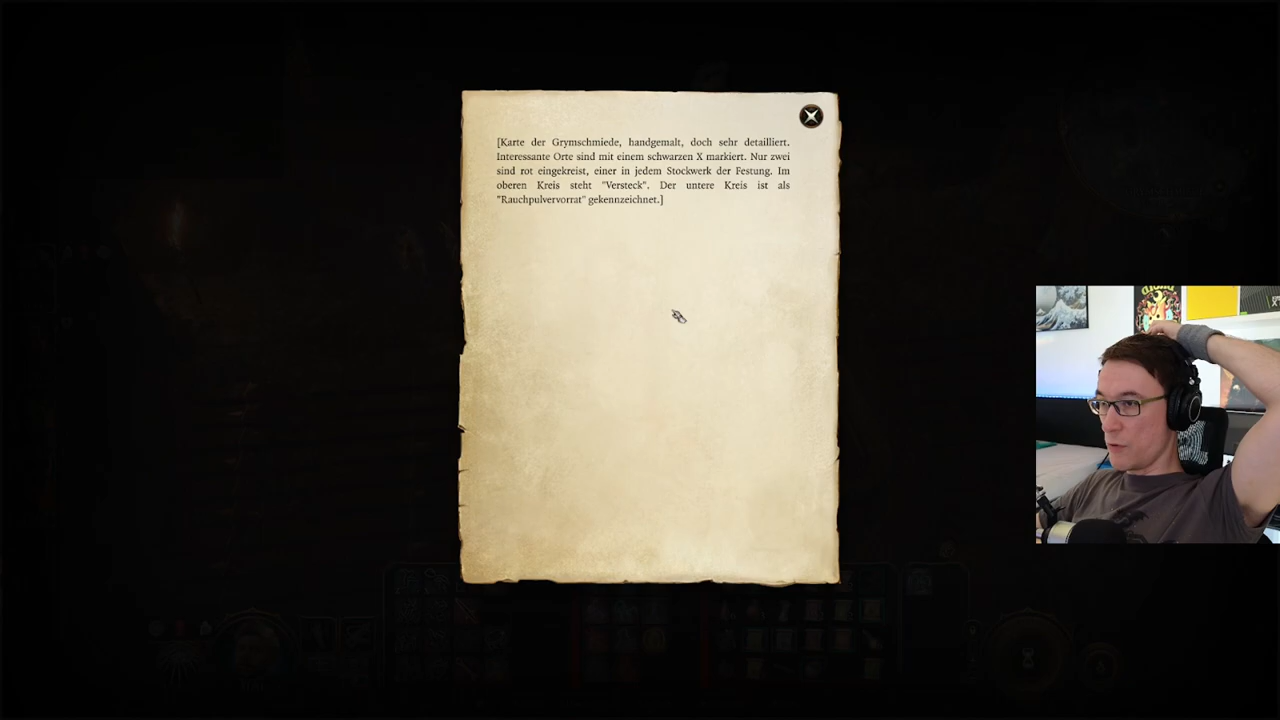 [Karte der Grymschmiede, handgemalt, doch sehr detailliert.
Interessante Orte sind mit einem schwarzen X markiert. Nur zwei
sind rot eingekreist, einer in jedem Stockwerk der Festung. Im
oberen Kreis steht "Versteck". Der untere Kreis ist als
"Rauchpulvervorrat" gekennzeichnet.]